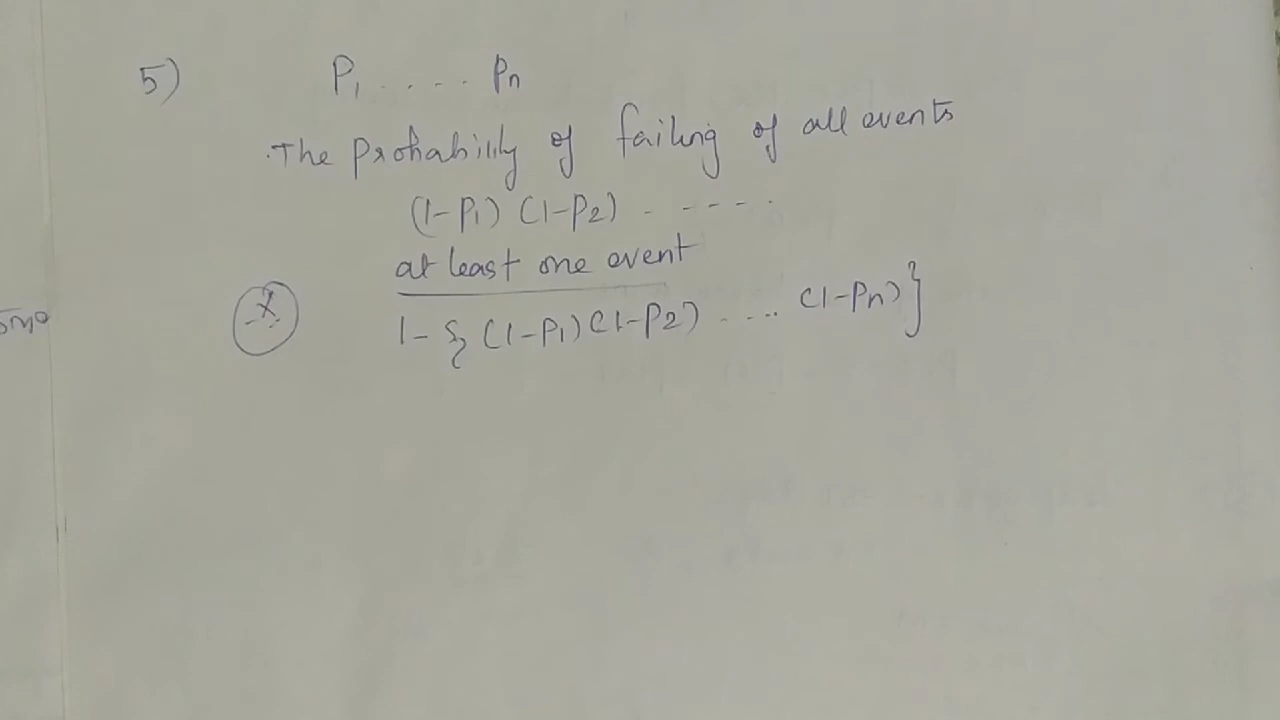 5) P1 ..... Pn
.The Probability of failing of all events
(1-P1) (1-P2) - - - - - .
at least one event
1- { (1-P1) (1-P2) ..... (1-Pn) }